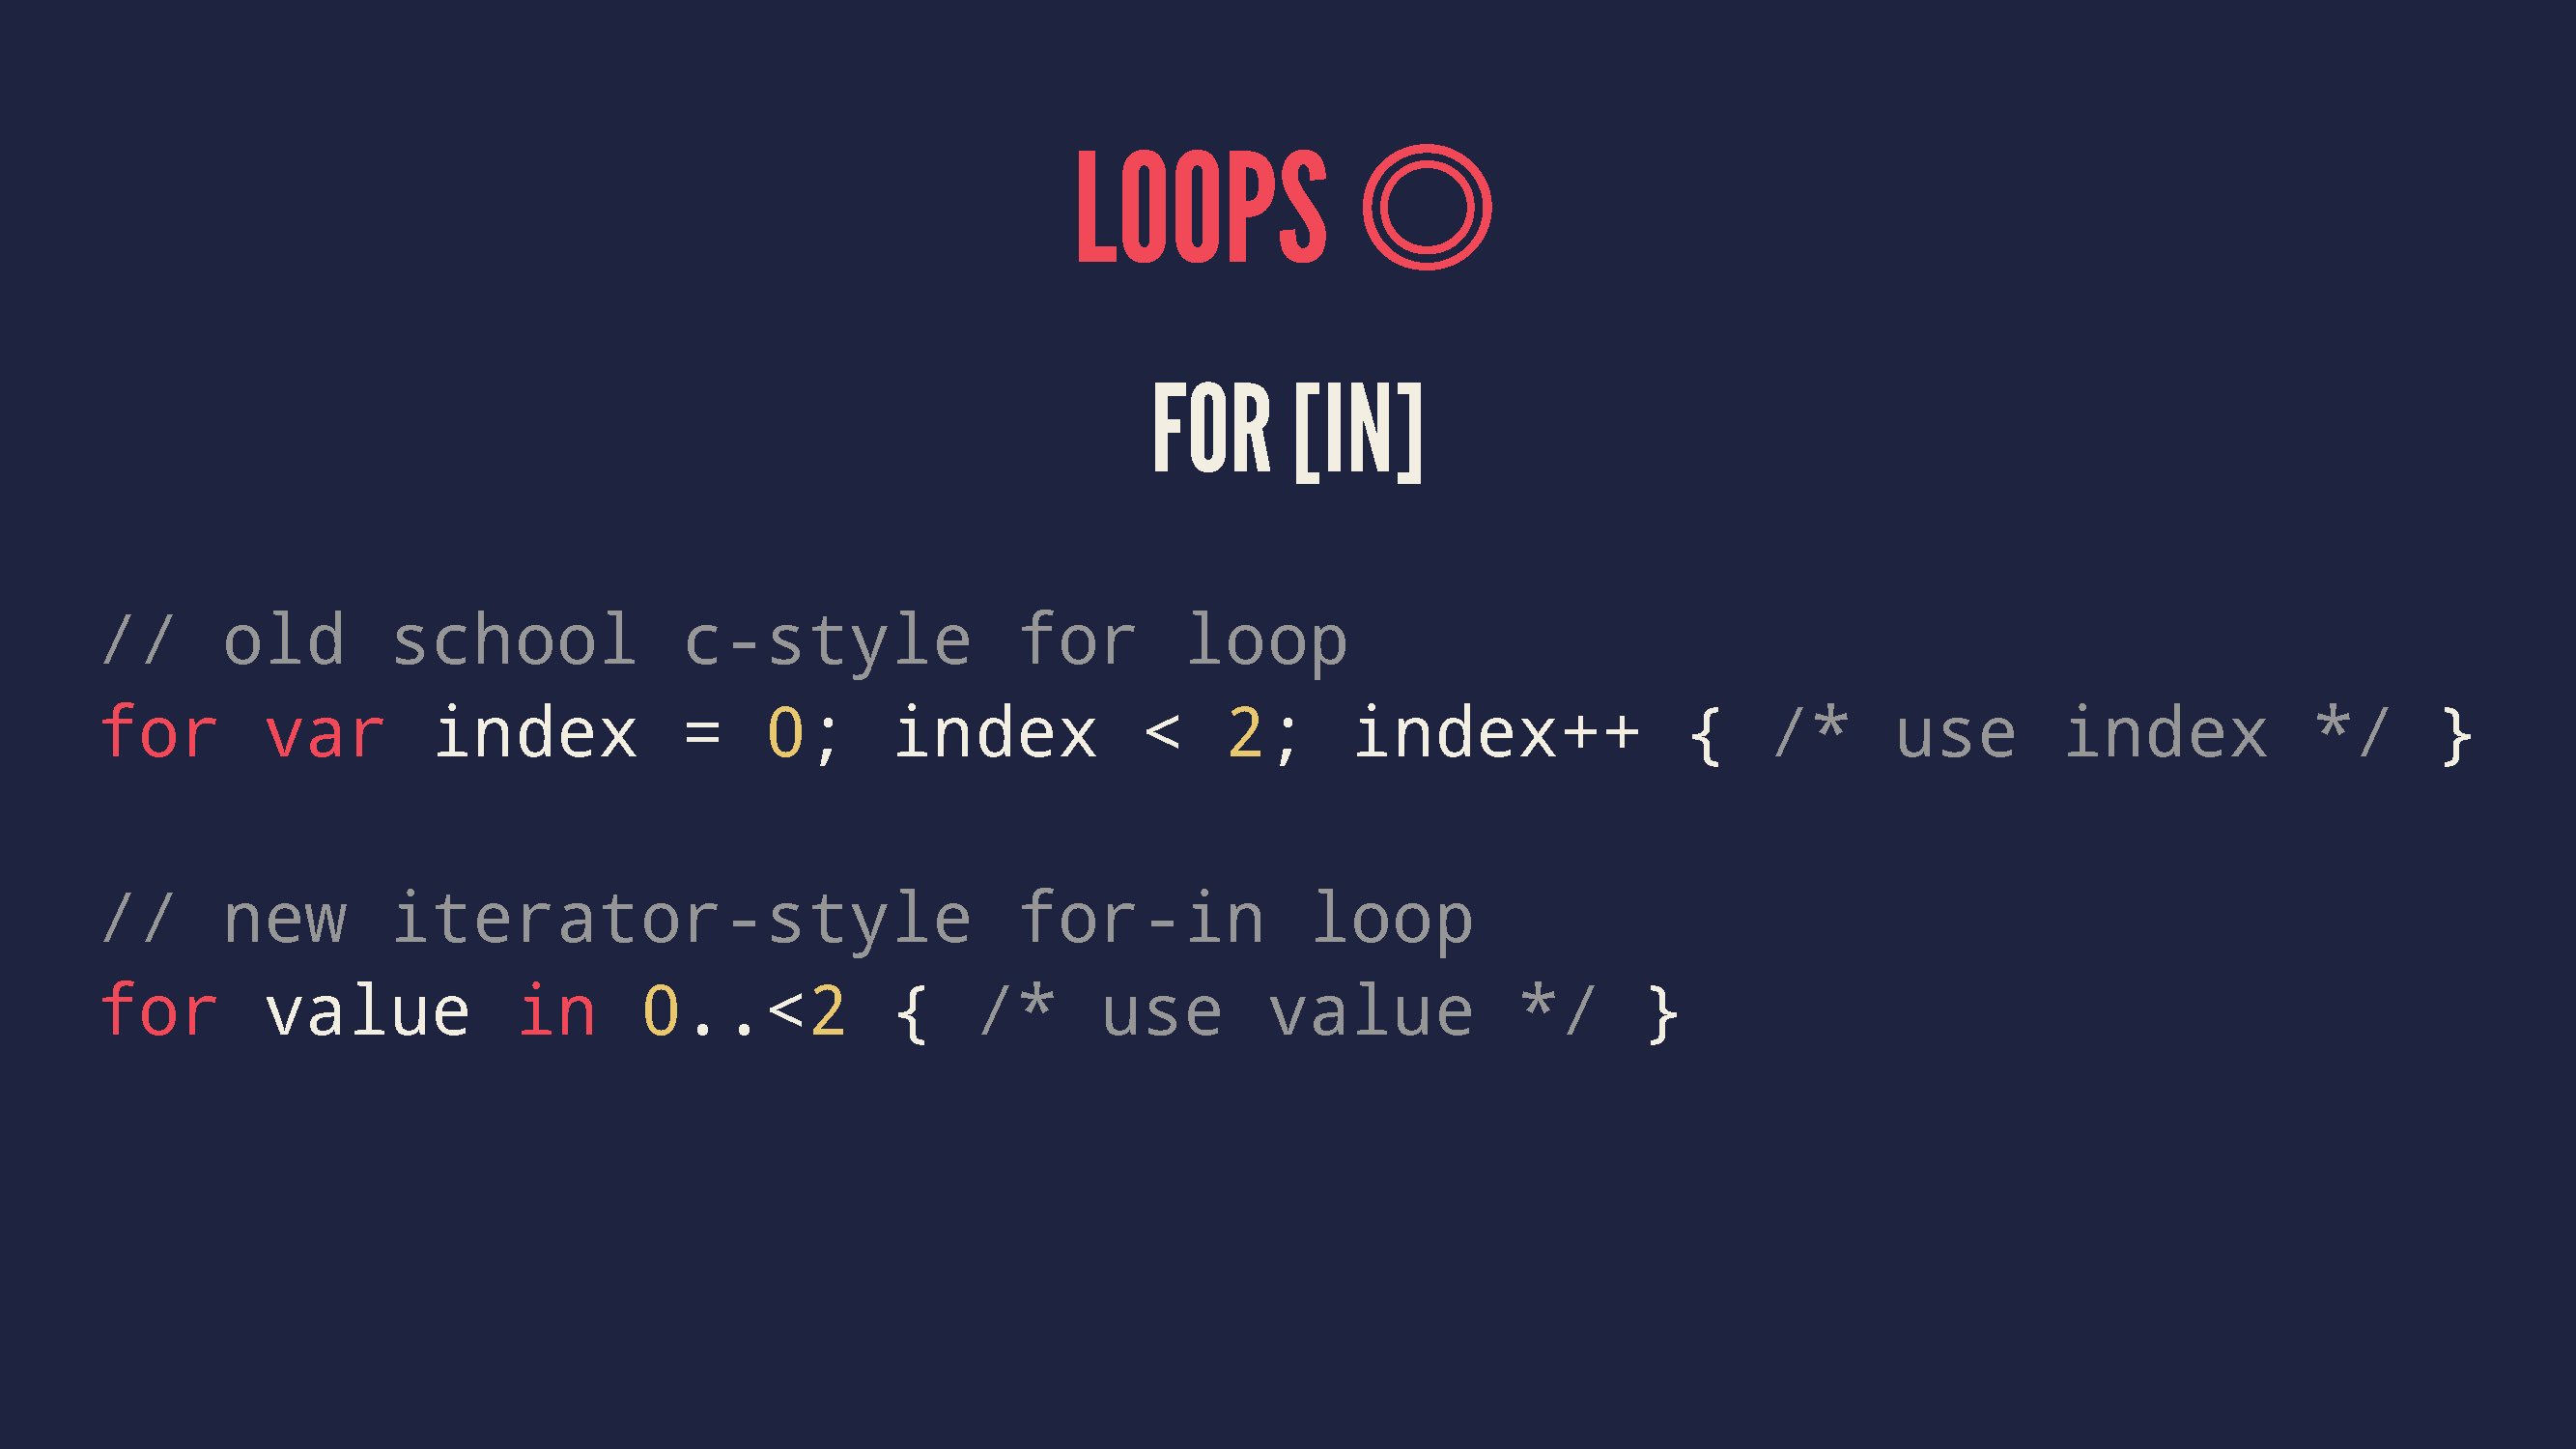 LOOPS ◎
FOR [IN]
// old school c-style for loop
for var index = 0; index < 2; index++ { /* use index */ }
// new iterator-style for-in loop
for value in 0..<2 { /* use value */ }